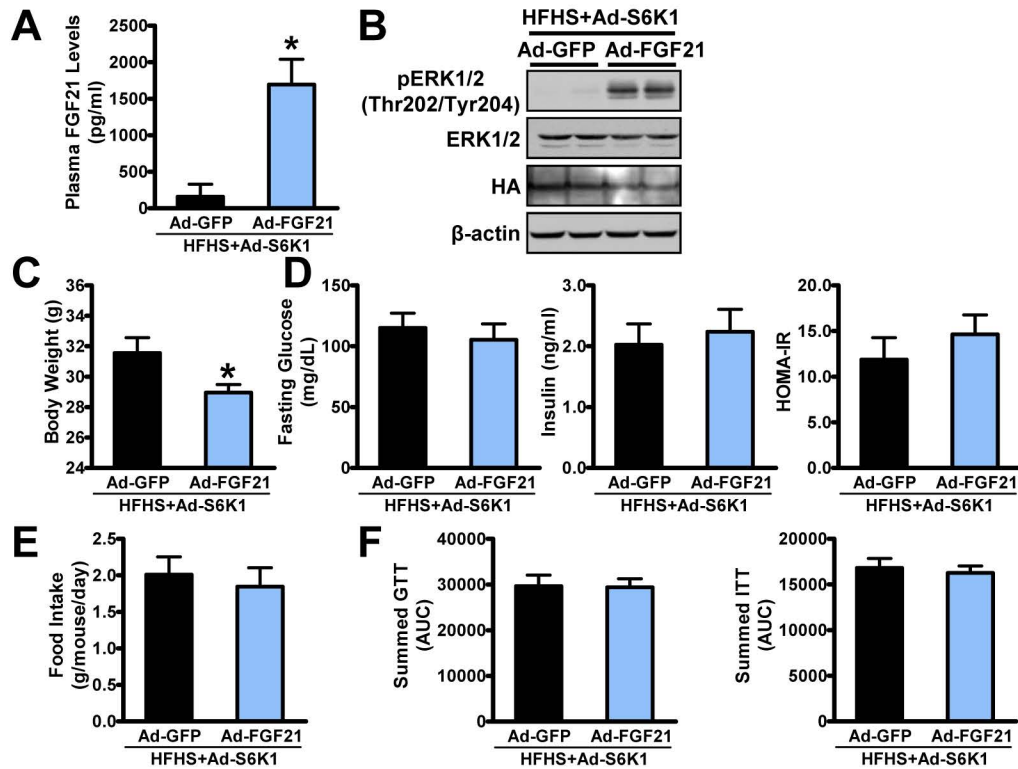 A
Plasma FGF21 Levels
(pg/ml)
2500
2000
1500
1000
500
0
*
Ad-GFP Ad-FGF21
HFHS+Ad-S6K1
B
HFHS+Ad-S6K1
Ad-GFP Ad-FGF21
pERK1/2
(Thr202/Tyr204)
ERK1/2
HA
β-actin
C
Body Weight (g)
36
34
32
30
28
26
24
*
Ad-GFP Ad-FGF21
HFHS+Ad-S6K1
D
Fasting Glucose
(mg/dL)
150
100
50
0
Ad-GFP Ad-FGF21
HFHS+Ad-S6K1
Insulin (ng/ml)
3.0
2.0
1.0
0.0
Ad-GFP Ad-FGF21
HFHS+Ad-S6K1
HOMA-IR
20.0
15.0
10.0
5.0
0.0
Ad-GFP Ad-FGF21
HFHS+Ad-S6K1
E
Food Intake
(g/mouse/day)
2.5
2.0
1.5
1.0
0.5
0.0
Ad-GFP Ad-FGF21
HFHS+Ad-S6K1
F
Summed GTT
(AUC)
40000
30000
20000
10000
0
Ad-GFP Ad-FGF21
HFHS+Ad-S6K1
Summed ITT
(AUC)
20000
15000
10000
5000
0
Ad-GFP Ad-FGF21
HFHS+Ad-S6K1